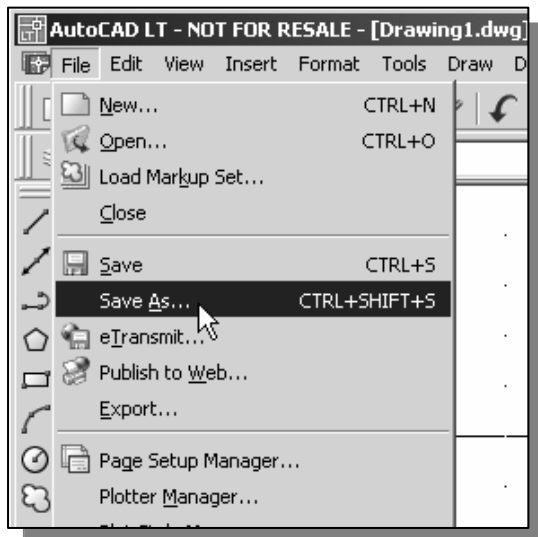 AutoCAD LT - NOT FOR RESALE - [Drawing1.dwg]
File Edit View Insert Format Tools Draw D
New... CTRL+N
Open... CTRL+O
Load Markup Set...
Close
Save CTRL+S
Save As... CTRL+SHIFT+S
eTransmit...
Publish to Web...
Export...
Page Setup Manager...
Plotter Manager...